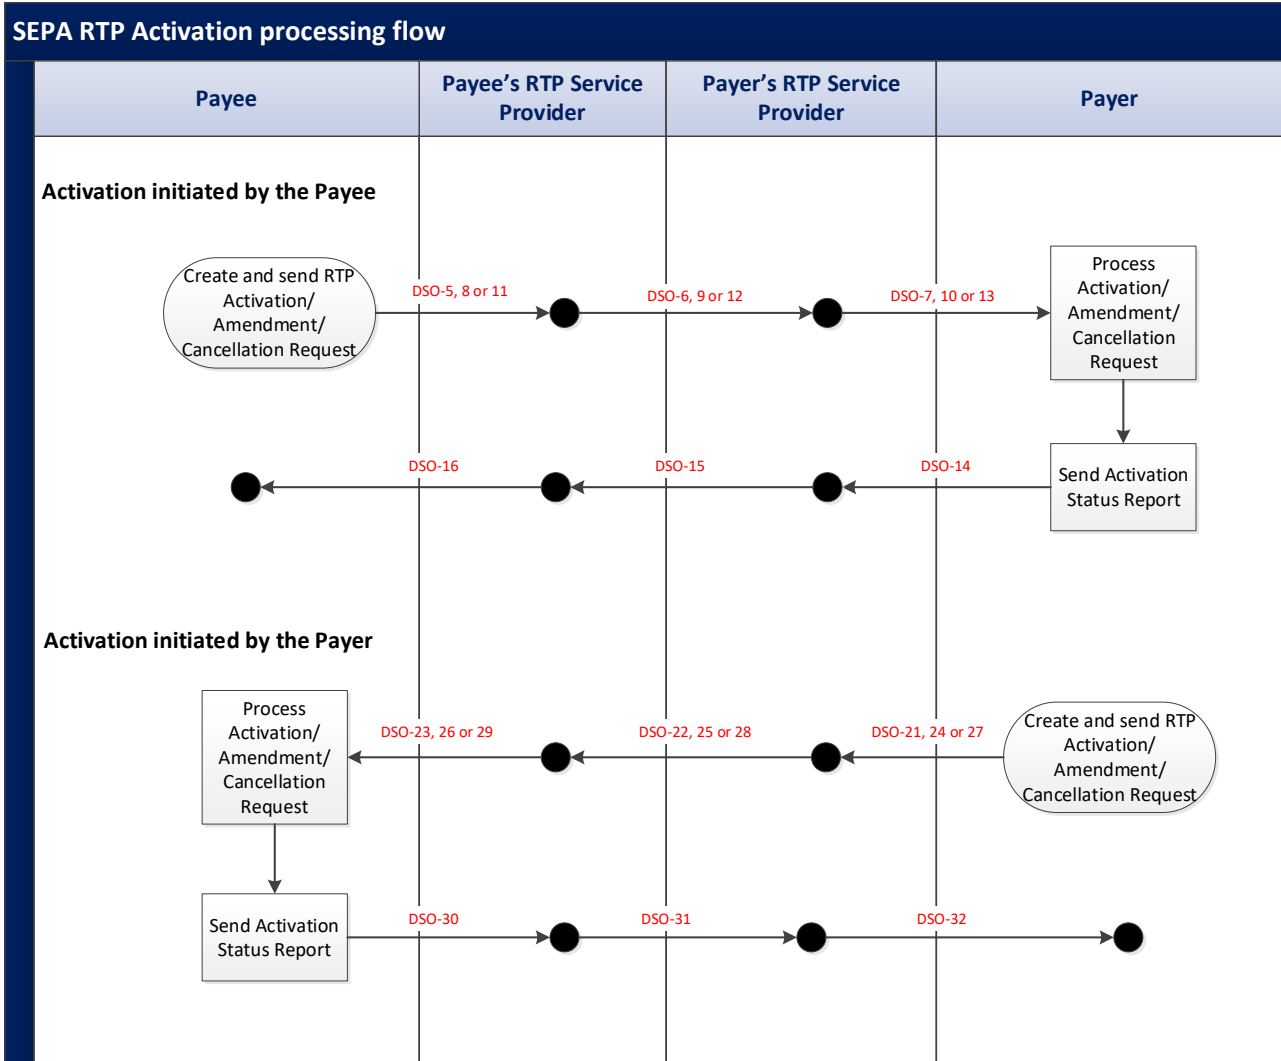 SEPA RTP Activation processing flow
Payee
Payee’s RTP Service
Provider
Payer’s RTP Service
Provider
Payer
Activation initiated by the Payee
Create and send RTP
Activation/
Amendment/
Cancellation Request
DSO-5, 8 or 11
DSO-6, 9 or 12
DSO-7, 10 or 13
Process
Activation/
Amendment/
Cancellation
Request
DSO-16
DSO-15
DSO-14
Send Activation
Status Report
Activation initiated by the Payer
Process
Activation/
Amendment/
Cancellation
Request
DSO-23, 26 or 29
DSO-22, 25 or 28
DSO-21, 24 or 27
Create and send RTP
Activation/
Amendment/
Cancellation Request
Send Activation
Status Report
DSO-30
DSO-31
DSO-32